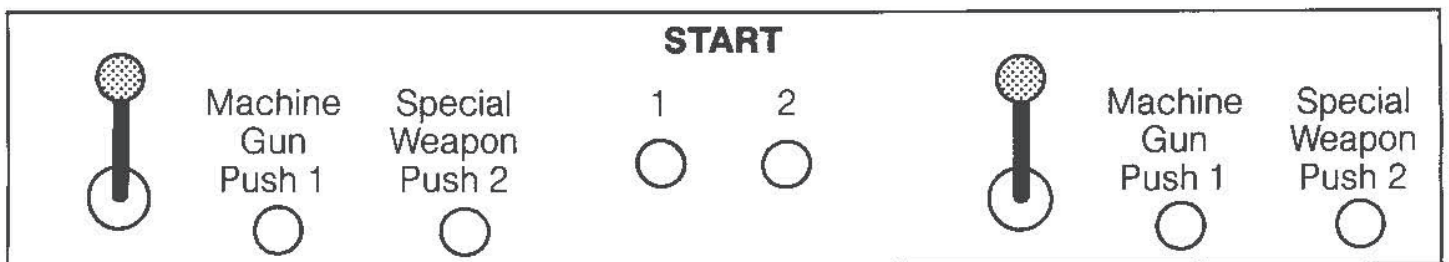 START
Machine
Gun
Push 1
Special
Weapon
Push 2
1 2
Machine
Gun
Push 1
Special
Weapon
Push 2